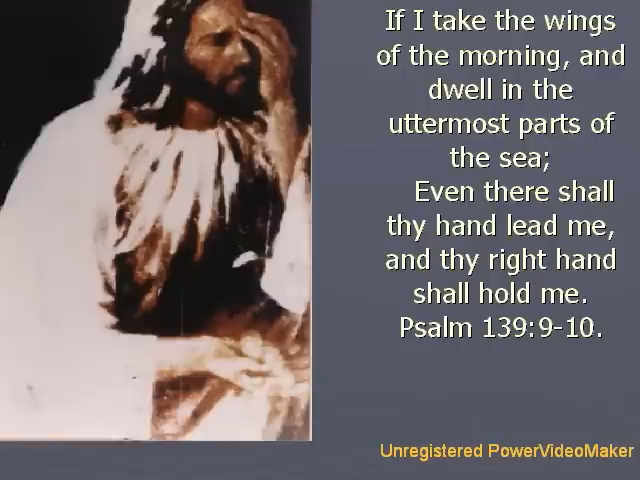 If I take the wings
of the morning, and
dwell in the
uttermost parts of
the sea;
Even there shall
thy hand lead me,
and thy right hand
shall hold me.
Psalm 139:9-10.
Unregistered PowerVideoMaker